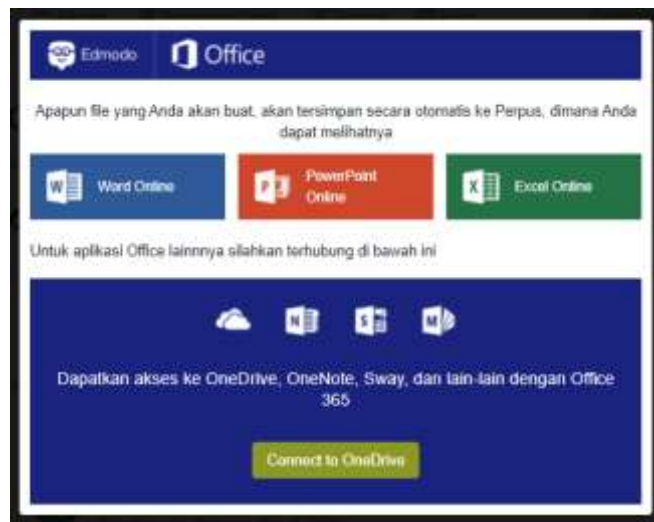 Edmodo Office
Apapun file yang Anda akan buat, akan tersimpan secara otomatis ke Perpus, dimana Anda
dapat melihatnya
Word Online
PowerPoint
Online
Excel Online
Untuk aplikasi Office lainnnya silahkan terhubung di bawah ini
Dapatkan akses ke OneDrive, OneNote, Sway, dan lain-lain dengan Office
365
Connect to OneDrive